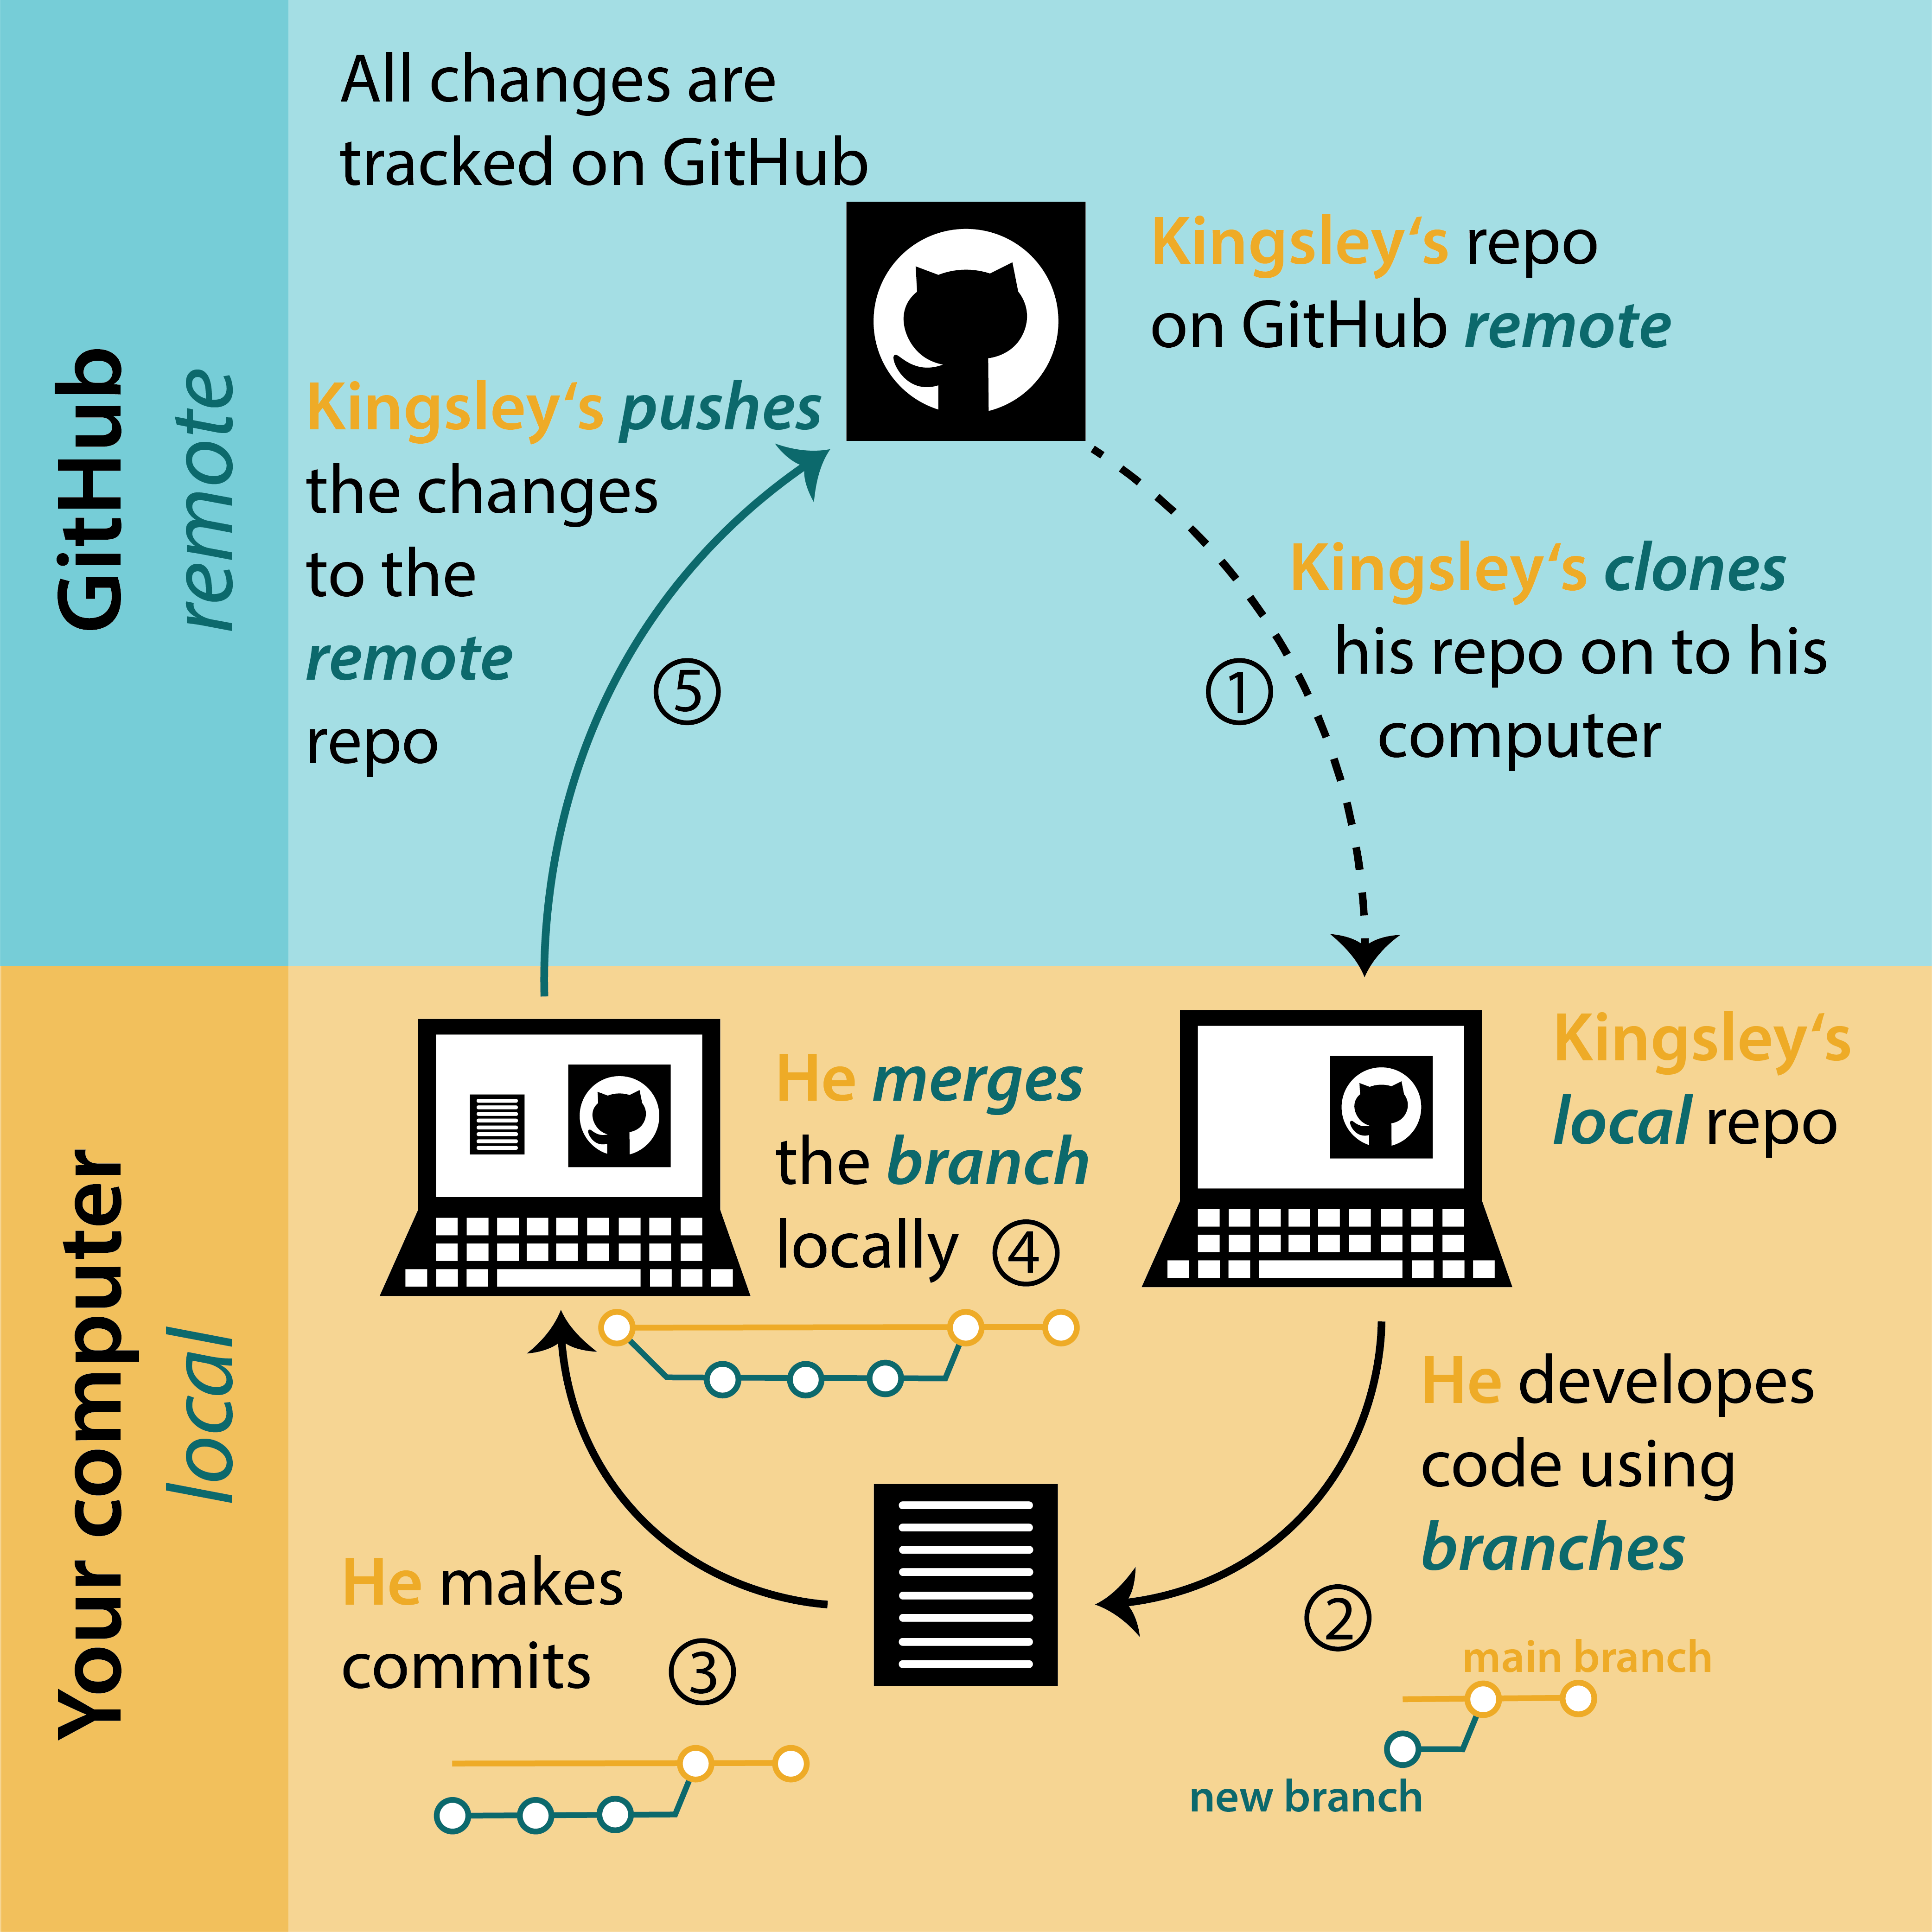 All changes are
tracked on GitHub
Kingsley‘s repo
on GitHub remote
GitHub
remote
Kingsley‘s pushes
the changes
to the
remote
repo
5
Kingsley‘s clones
his repo on to his
computer
1
Your computer
local
Kingsley‘s
local repo
He developes
code using
branches
2
main branch
new branch
He makes
commits 3
He merges
the branch
locally 4